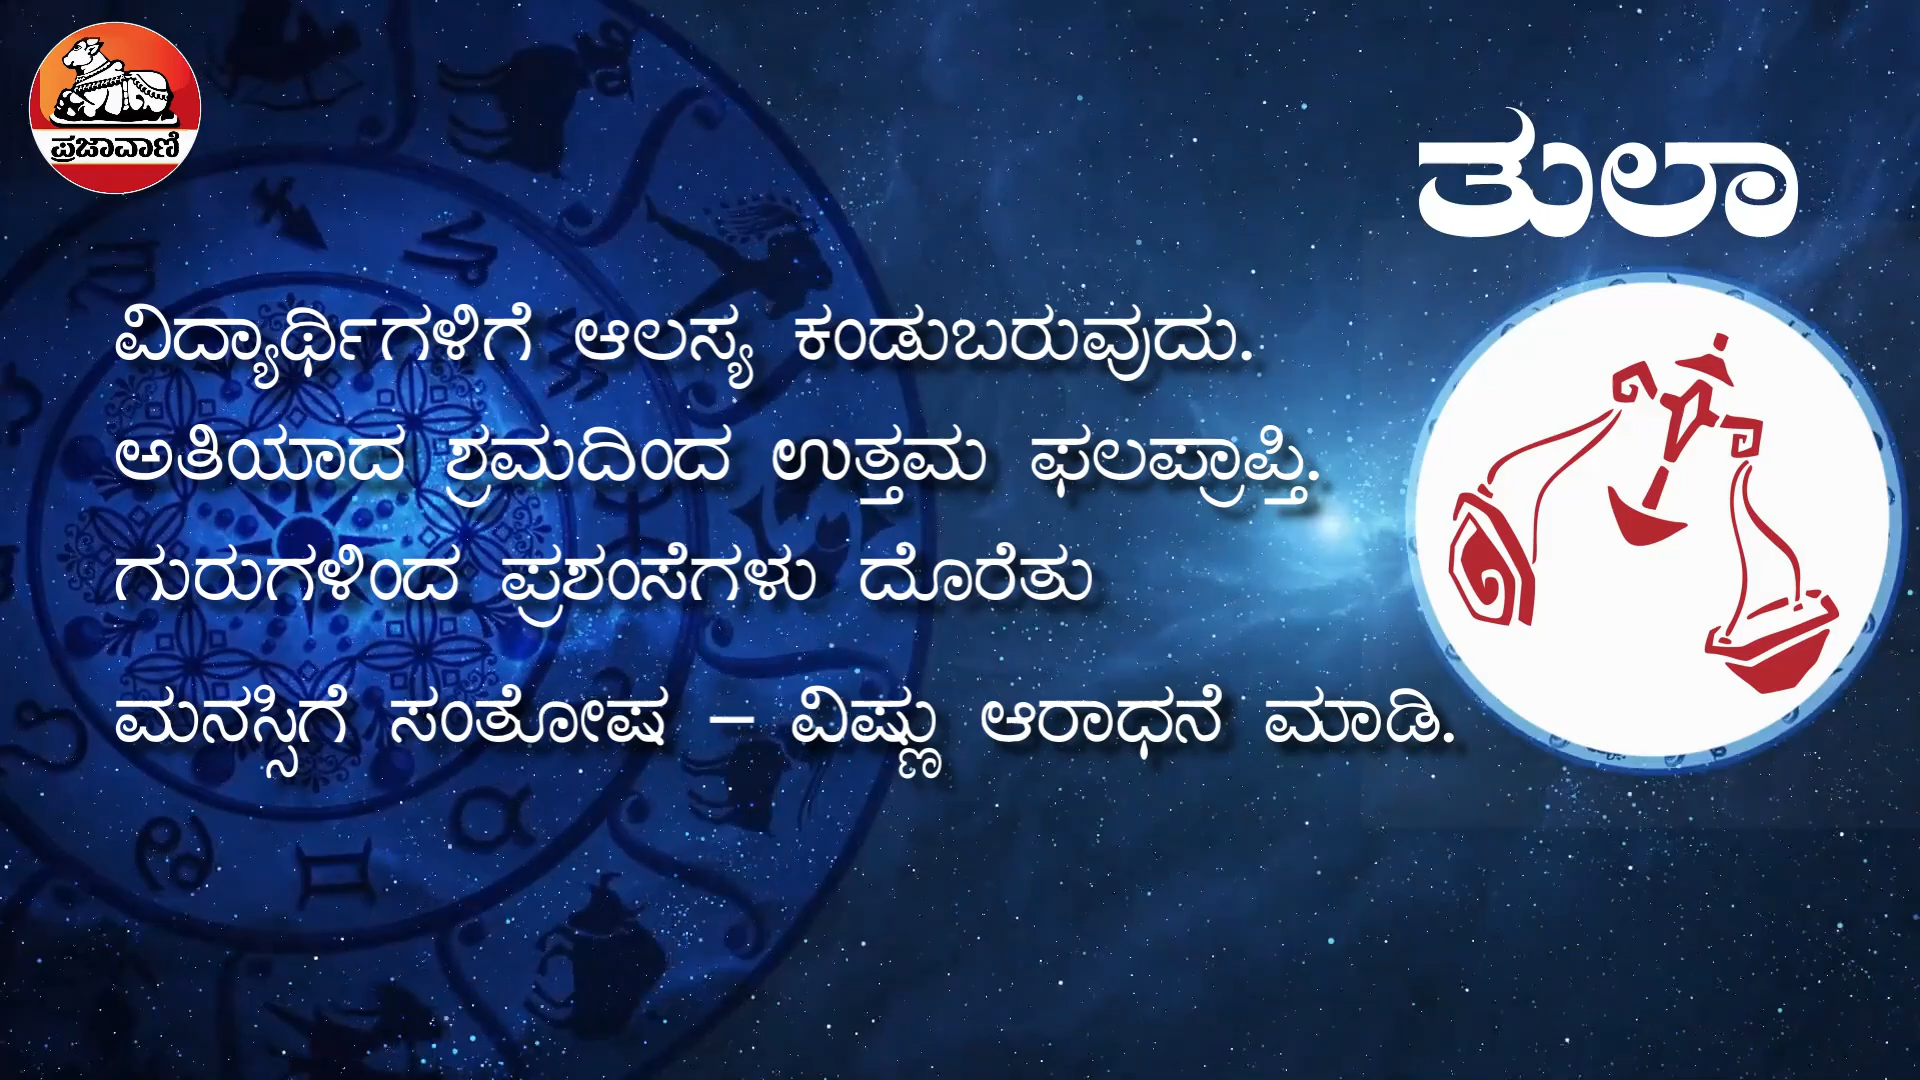 ಪ್ರಜಾವಾಣಿ
ತುಲಾ
ವಿದ್ಯಾರ್ಥಿಗಳಿಗೆ ಆಲಸ್ಯ ಕಂಡುಬರುವುದು.
ಅತಿಯಾದ ಶ್ರಮದಿಂದ ಉತ್ತಮ ಫಲಪ್ರಾಪ್ತಿ.
ಗುರುಗಳಿಂದ ಪ್ರಶಂಸೆಗಳು ದೊರೆತು
ಮನಸ್ಸಿಗೆ ಸಂತೋಷ – ವಿಷ್ಣು ಆರಾಧನೆ ಮಾಡಿ.